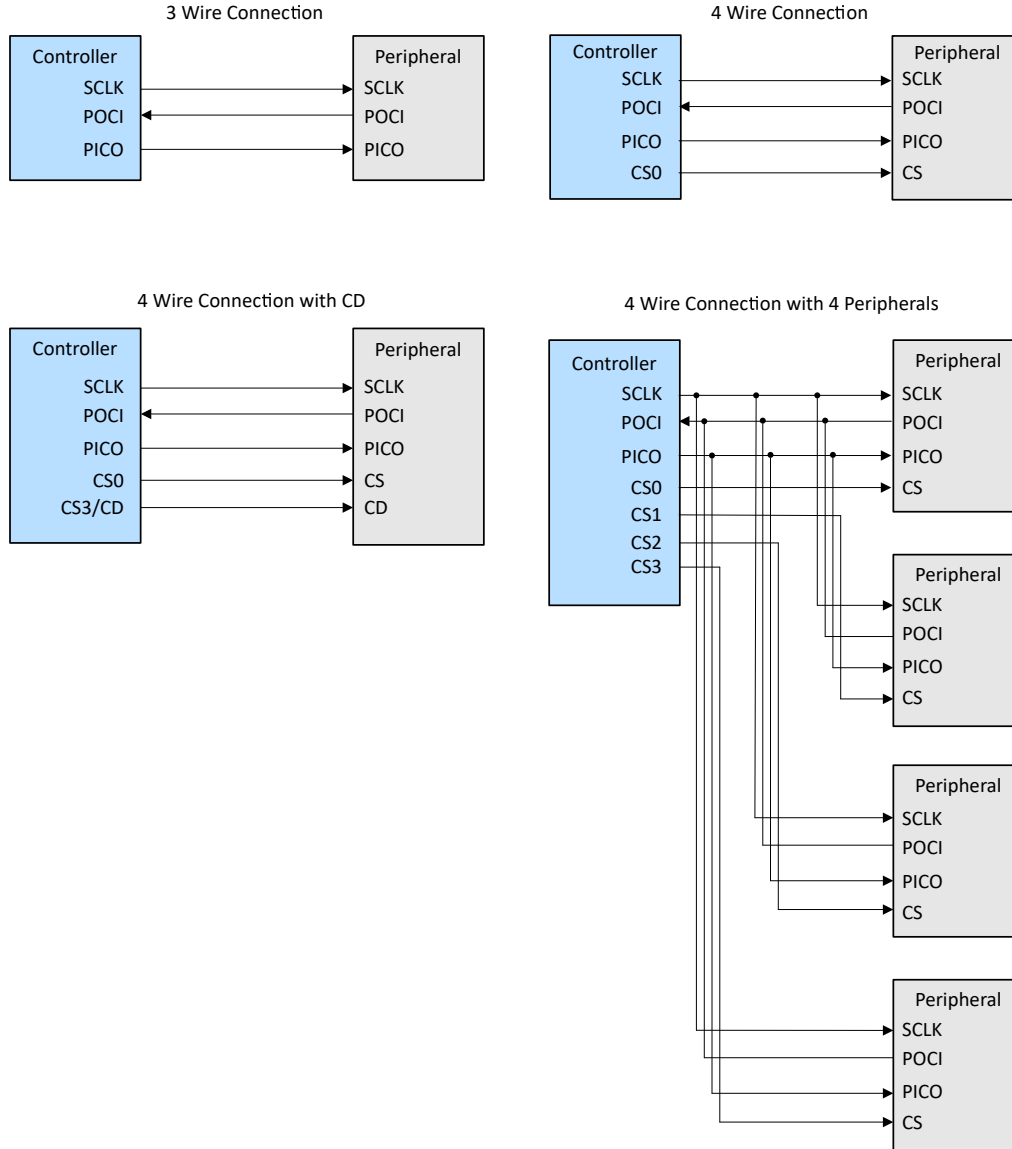 3 Wire Connection
Controller
SCLK
POCI
PICO
Peripheral
SCLK
POCI
PICO
4 Wire Connection
Controller
SCLK
POCI
PICO
CS0
Peripheral
SCLK
POCI
PICO
CS
4 Wire Connection with CD
Controller
SCLK
POCI
PICO
CS0
CS3/CD
Peripheral
SCLK
POCI
PICO
CS
CD
4 Wire Connection with 4 Peripherals
Controller
SCLK
POCI
PICO
CS0
CS1
CS2
CS3
Peripheral
SCLK
POCI
PICO
CS
Peripheral
SCLK
POCI
PICO
CS
Peripheral
SCLK
POCI
PICO
CS
Peripheral
SCLK
POCI
PICO
CS